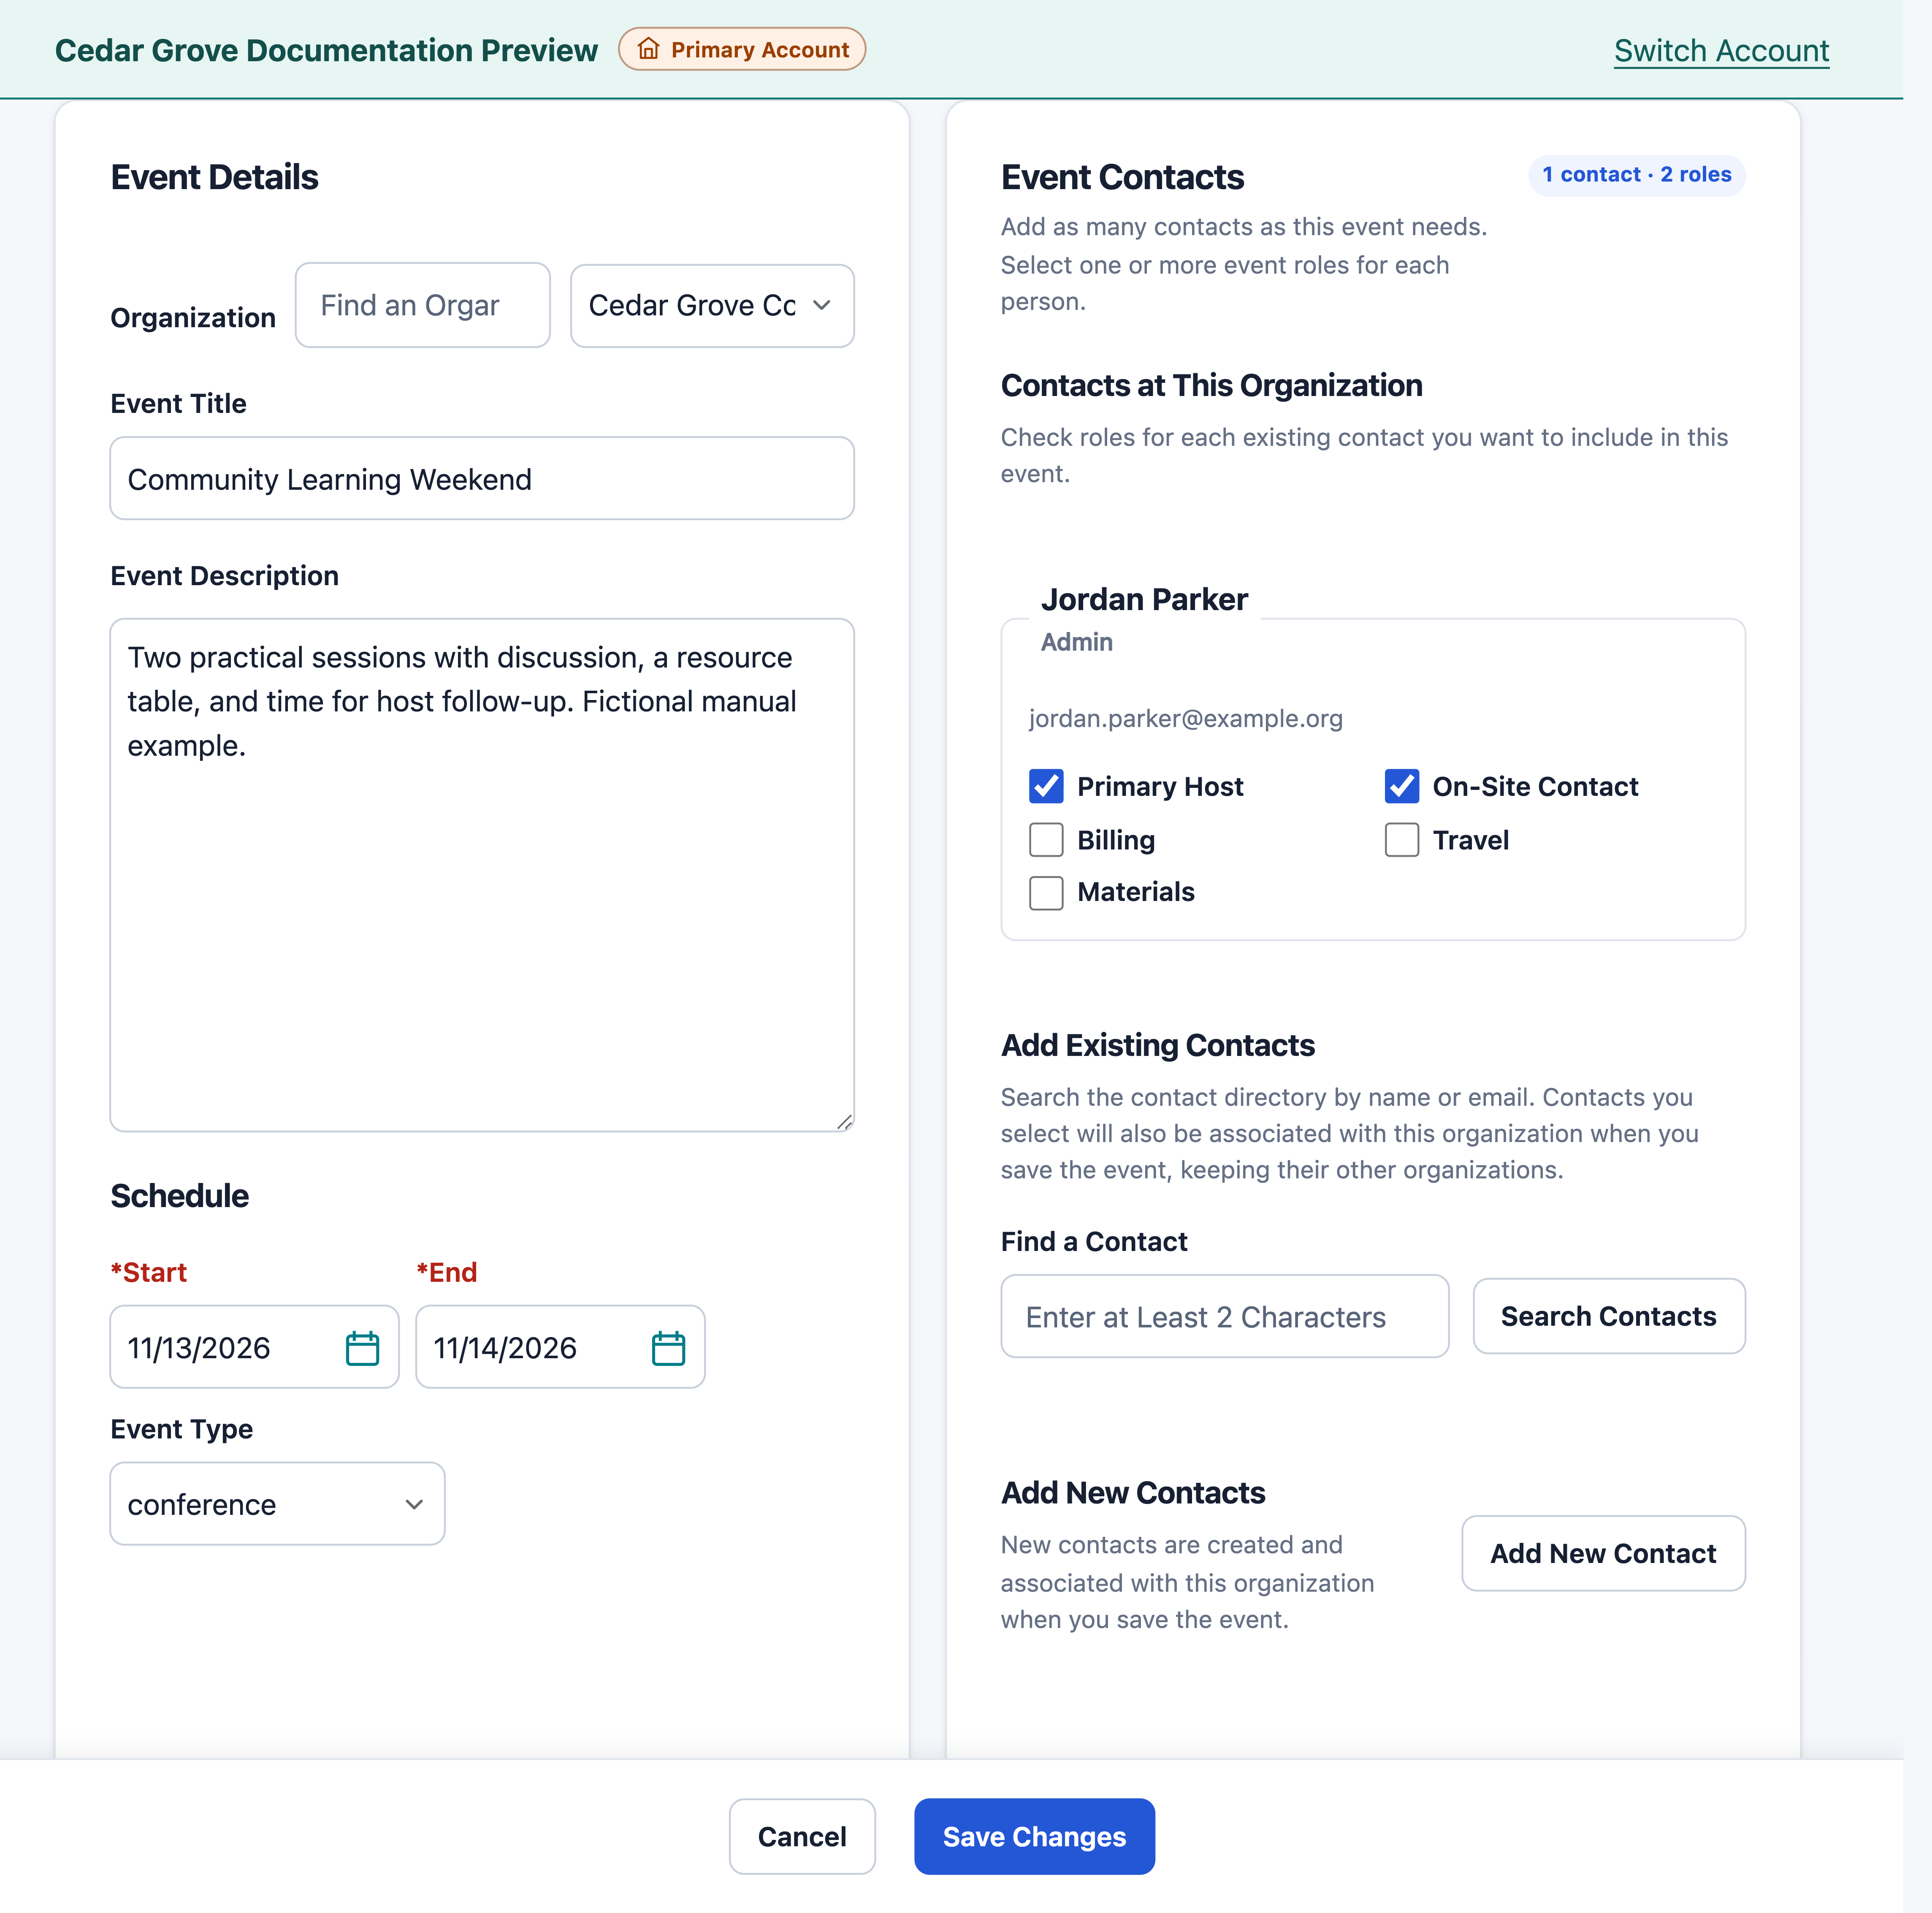 Cedar Grove Documentation Preview
Primary Account
Switch Account
Event Details
Organization
Find an Orgar
Cedar Grove Cc
Event Title
Community Learning Weekend
Event Description
Two practical sessions with discussion, a resource
table, and time for host follow-up. Fictional manual
example.
Schedule
*Start
*End
11/13/2026
11/14/2026
Event Type
conference
Event Contacts
1 contact · 2 roles
Add as many contacts as this event needs.
Select one or more event roles for each
person.
Contacts at This Organization
Check roles for each existing contact you want to include in this
event.
Jordan Parker
Admin
jordan.parker@example.org
Primary Host
On-Site Contact
Billing
Travel
Materials
Add Existing Contacts
Search the contact directory by name or email. Contacts you
select will also be associated with this organization when you
save the event, keeping their other organizations.
Find a Contact
Enter at Least 2 Characters
Search Contacts
Add New Contacts
New contacts are created and
associated with this organization
when you save the event.
Add New Contact
Cancel
Save Changes